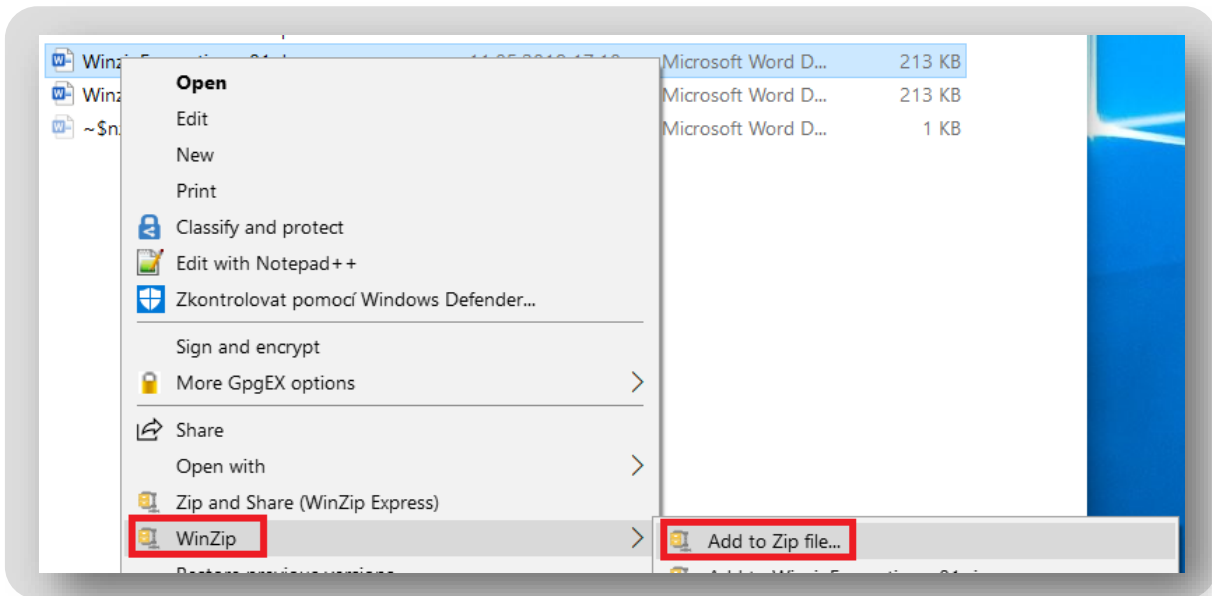 Microsoft Word D... 213 KB
Winz
Open
Microsoft Word D... 213 KB
~$n
Edit
Microsoft Word D... 1 KB
New
Print
Classify and protect
Edit with Notepad++
Zkontrolovat pomocí Windows Defender...
Sign and encrypt
More GpgEX options
Share
Open with
Zip and Share (WinZip Express)
WinZip
Add to Zip file...